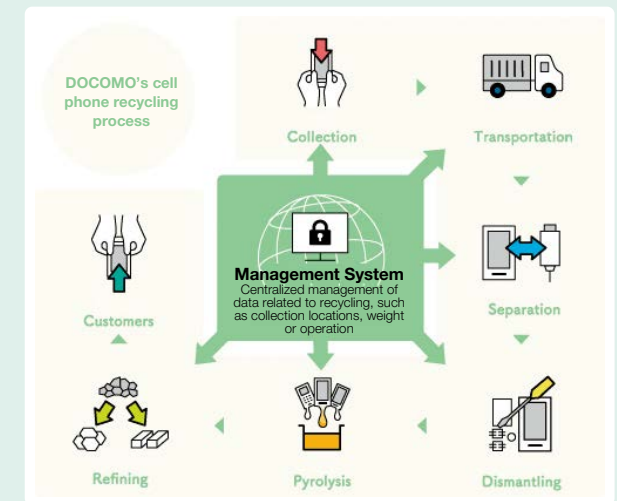 DOCOMO's cell
phone recycling
process
Collection
Transportation
Management System
Centralized management of
data related to recycling, such
as collection locations, weight
or operation
Separation
Customers
Refining
Pyrolysis
Dismantling